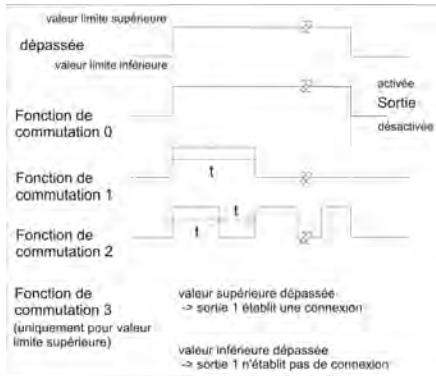 valeur limite supérieure
dépassée
valeur limite inférieure
activée
Sortie
désactivée
Fonction de
commutation 0
Fonction de
commutation 1
t
t
Fonction de
commutation 2
t
Fonction de
commutation 3
(uniquement pour valeur
limite supérieure)
valeur supérieure dépassée
-> sortie 1 établit une connexion
valeur inférieure dépassée
-> sortie 1 n'établit pas de connexion